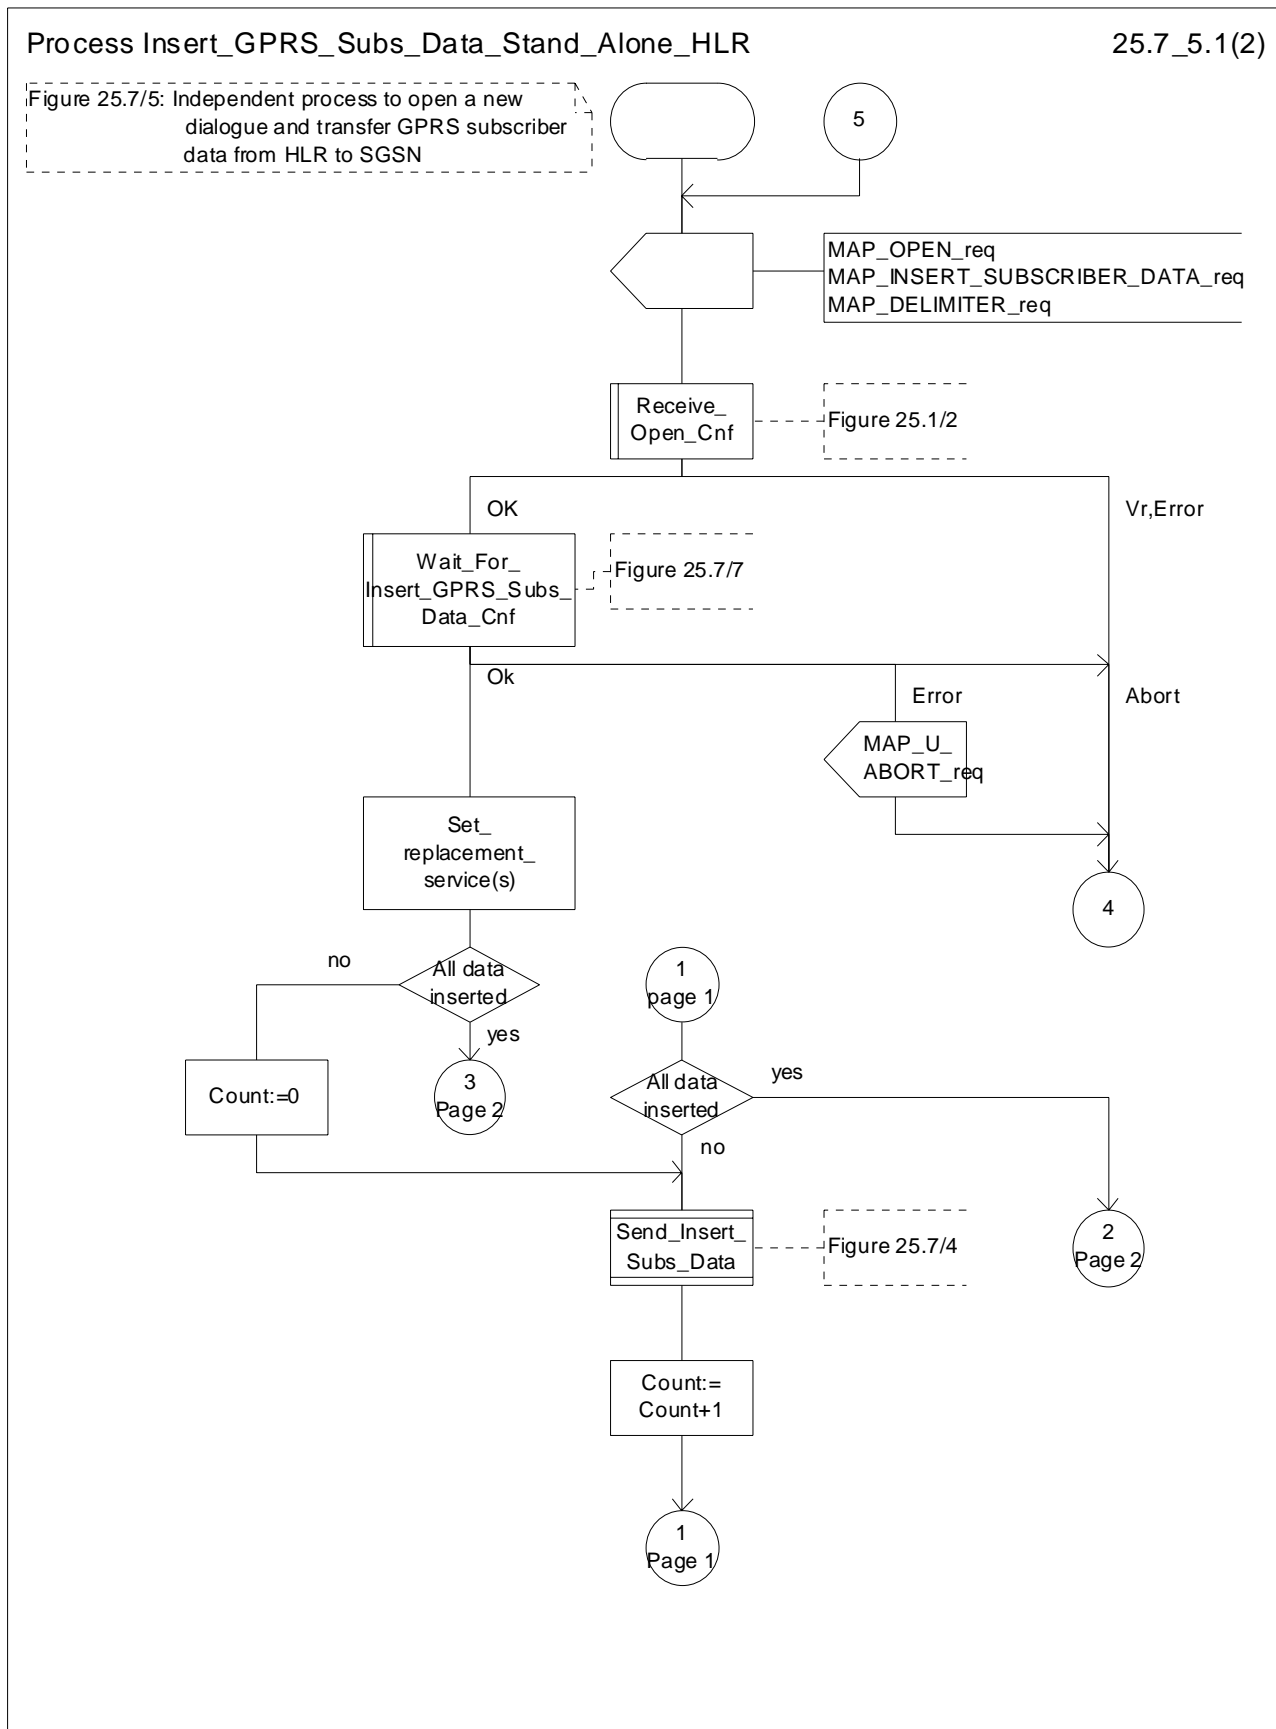 Process Insert_GPRS_Subs_Data_Stand_Alone_HLR
25.7_5.1(2)
Figure 25.7/5: Independent process to open a new
dialogue and transfer GPRS subscriber
data from HLR to SGSN
5
MAP_OPEN_req
MAP_INSERT_SUBSCRIBER_DATA_req
MAP_DELIMITER_req
Receive_
Open_Cnf
Figure 25.1/2
OK
Vr,Error
Wait_For_
Insert_GPRS_Subs_
Data_Cnf
Figure 25.7/7
Ok
Error
Abort
MAP_U_
ABORT_req
Set_
replacement_
service(s)
4
no
All data
inserted
1
page 1
yes
Count:=0
3
Page 2
All data
inserted
yes
no
Send_Insert_
Subs_Data
Figure 25.7/4
2
Page 2
Count:=
Count+1
1
Page 1